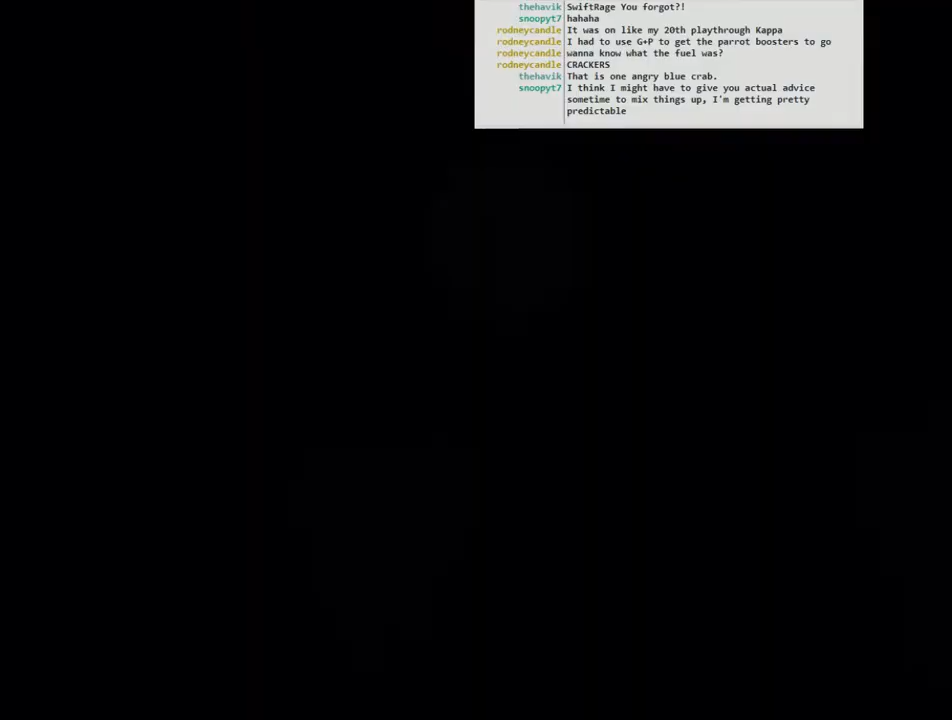 thehavik SwiftRage You forgot?!
snoopyt7 hahaha
rodneycandle It was on like my 20th playthrough Kappa
rodneycandle I had to use G+P to get the parrot boosters to go
rodneycandle wanna know what the fuel was?
rodneycandle CRACKERS
thehavik That is one angry blue crab.
snoopyt7 I think I might have to give you actual advice
sometime to mix things up, I'm getting pretty
predictable